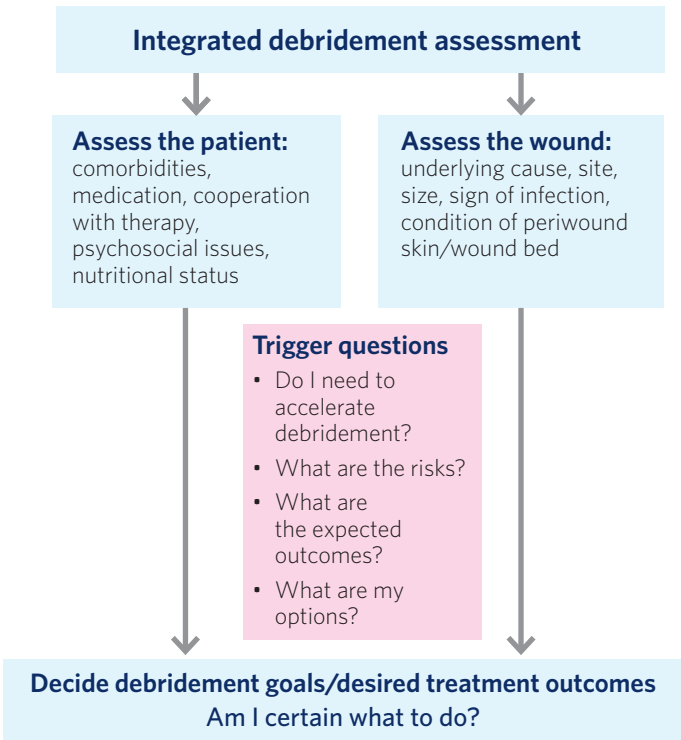 Integrated debridement assessment
Assess the patient:
comorbidities,
medication, cooperation
with therapy,
psychosocial issues,
nutritional status
Assess the wound:
underlying cause, site,
size, sign of infection,
condition of periwound
skin/wound bed
Trigger questions
• Do I need to
accelerate
debridement?
• What are the risks?
• What are
the expected
outcomes?
• What are my
options?
Decide debridement goals/desired treatment outcomes
Am I certain what to do?